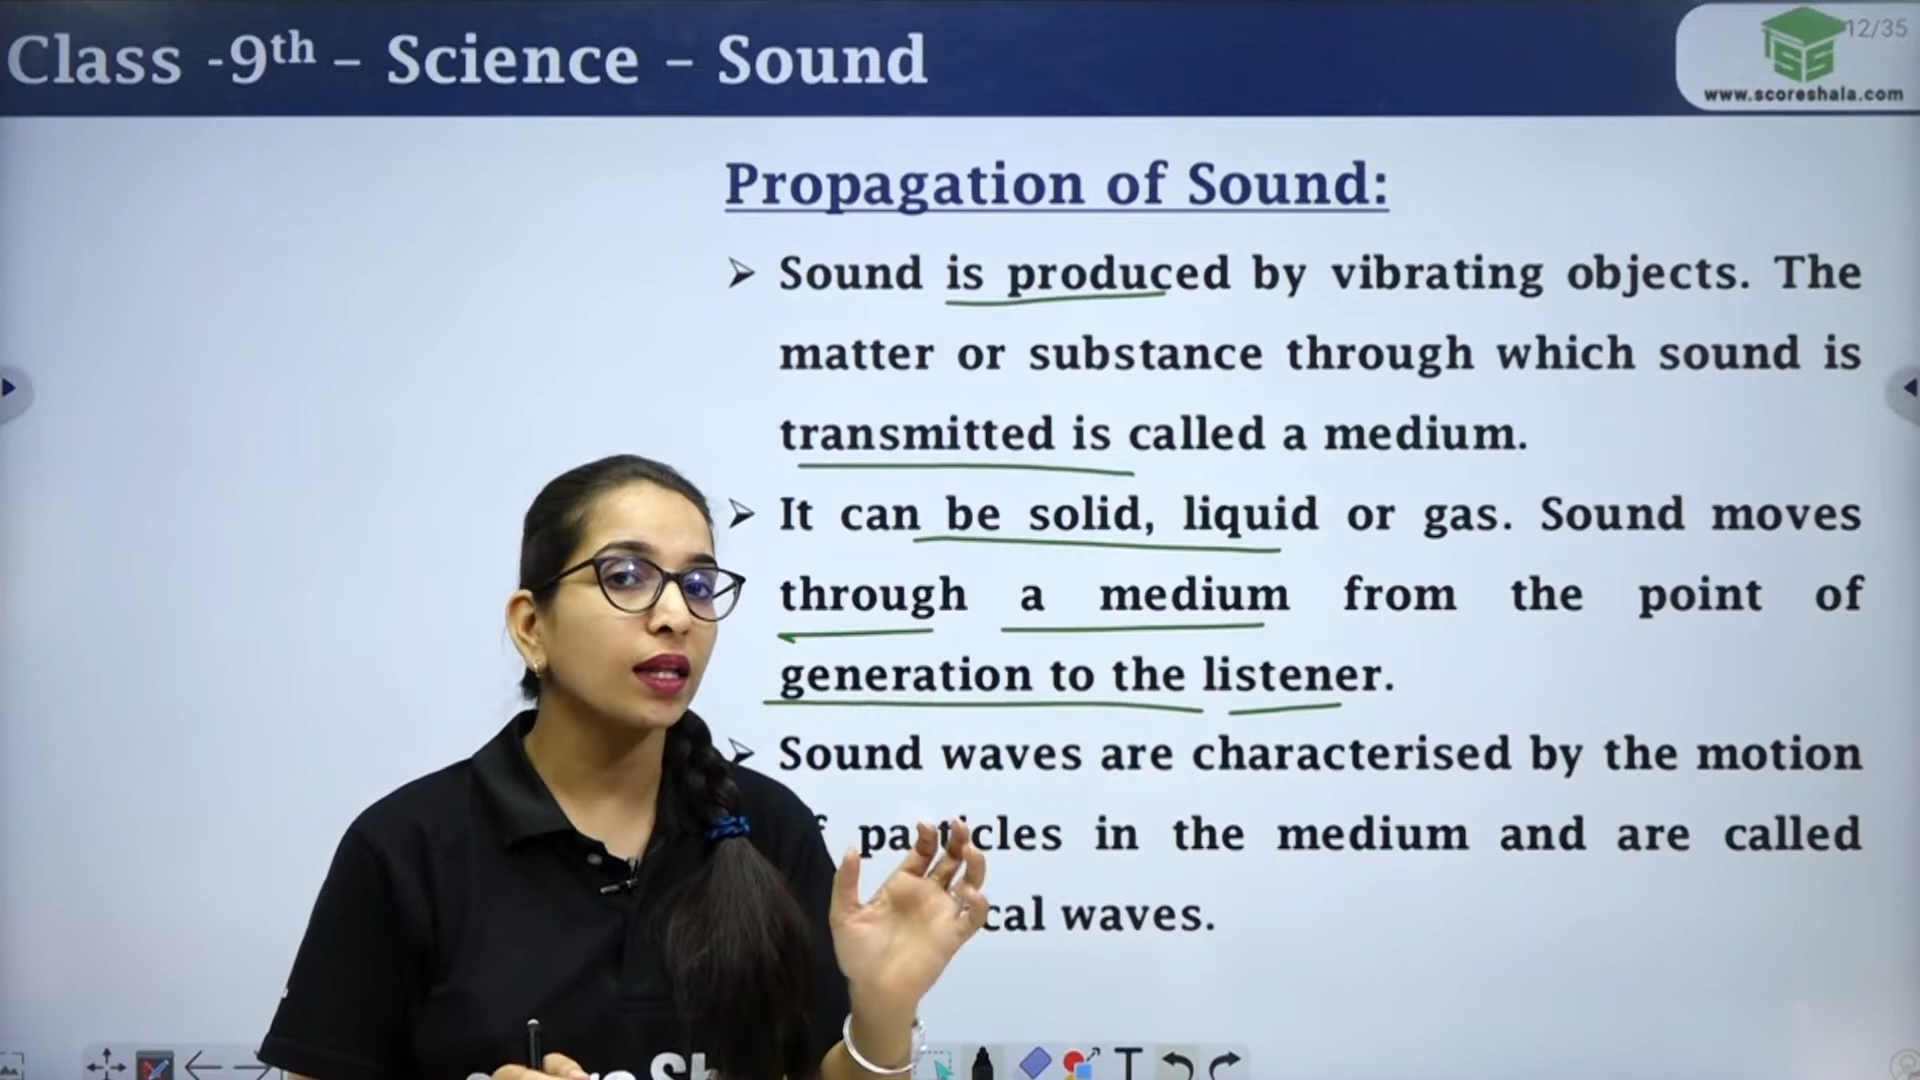 Class -9th – Science – Sound
12/35
SS
www.scoreshala.com
Propagation of Sound:
➢ Sound is produced by vibrating objects. The
matter or substance through which sound is
transmitted is called a medium.
➢ It can be solid, liquid or gas. Sound moves
through a medium from the point of
generation to the listener.
➢ Sound waves are characterised by the motion
particles in the medium and are called
waves.
T